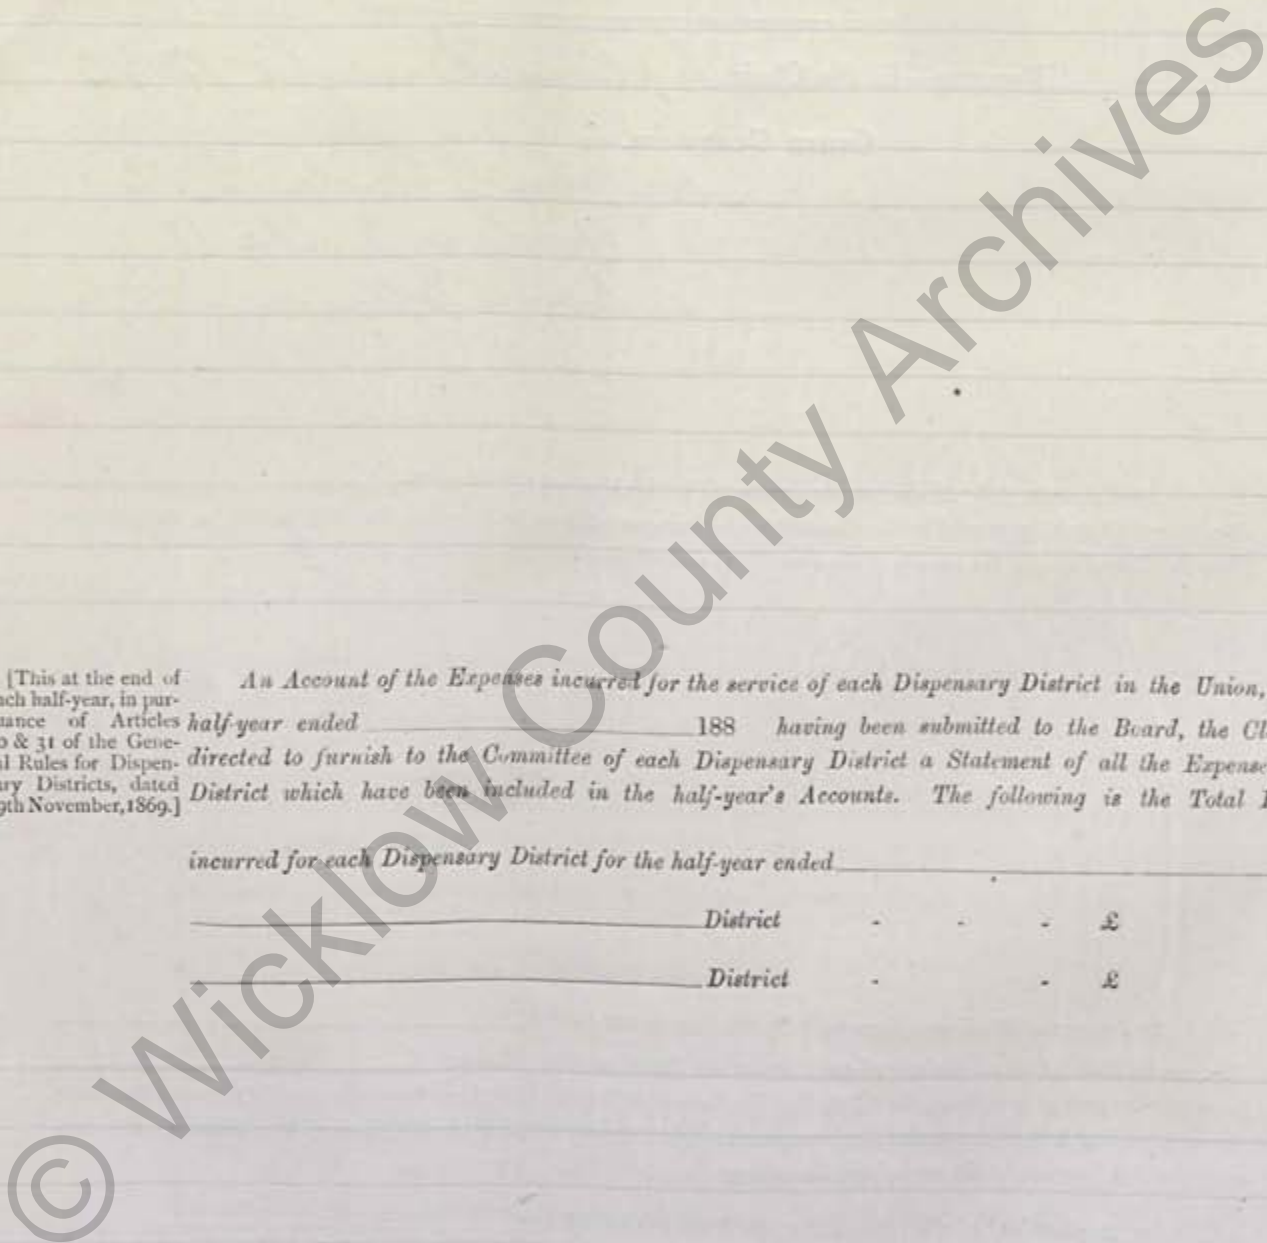 [This at the end of
ach half-year, in pur-
uance of Articles
0 & 31 of the Gene-
al Rules for Dispen-
ary Districts, dated
9th November, 1869.]
An Account of the Expenses incurred for the service of each Dispensary District in the Union,
half-year ended 188 having been submitted to the Board, the Cl
directed to furnish to the Committee of each Dispensary District a Statement of all the Expense
District which have been included in the half-year's Accounts. The following is the Total
incurred for each Dispensary District for the half-year ended
District - - - £
District - - £
© Wicklow County Archives